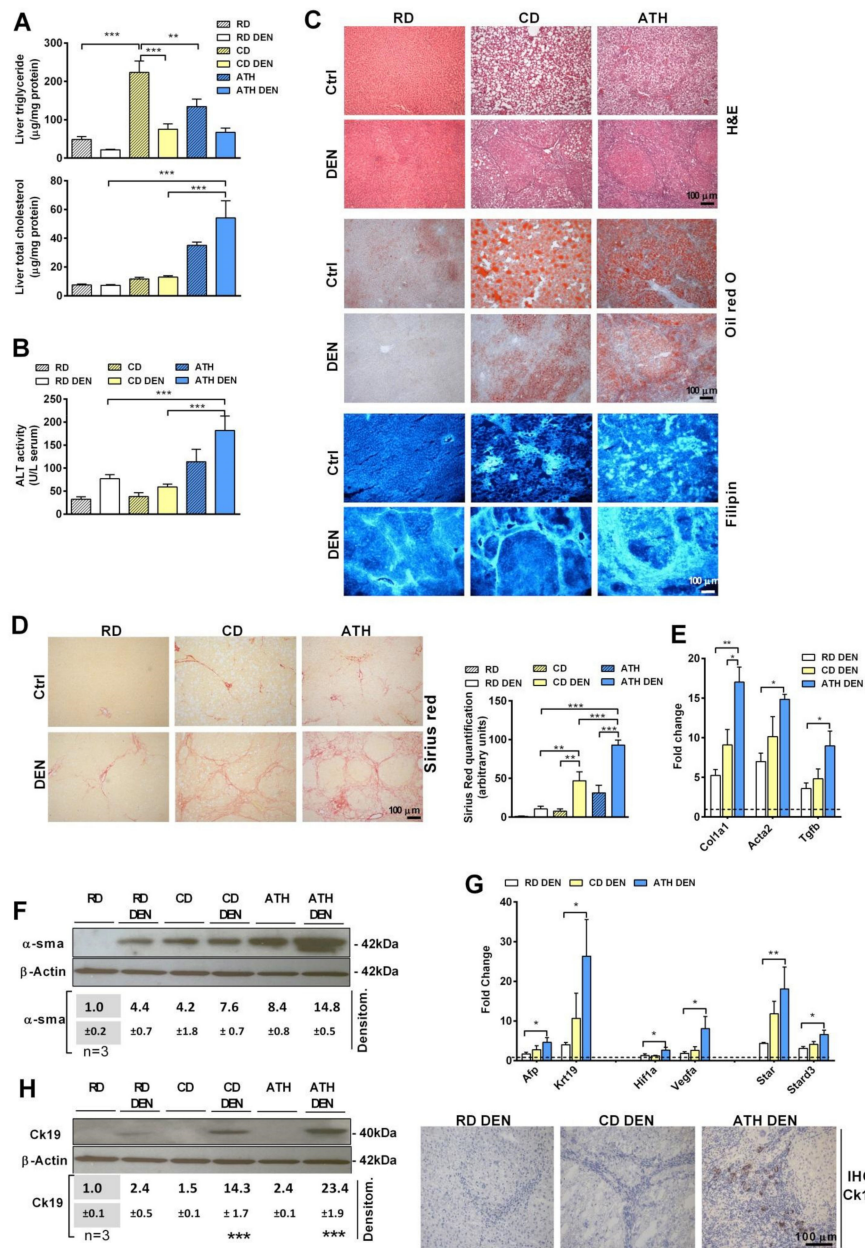 A
RD
RD DEN
CD
CD DEN
ATH
ATH DEN
Liver triglyceride
(µg/mg protein)
300
200
100
0
***
**
***
Liver total cholesterol
(µg/mg protein)
80
60
40
20
0
***
***
B
RD CD ATH
RD DEN CD DEN ATH DEN
ALT activity
(U/L serum)
250
200
150
100
50
0
***
***
C
RD CD ATH
Ctrl
DEN
H&E
100 µm
Ctrl
DEN
Oil red O
100 µm
Ctrl
DEN
Filipin
100 µm
D
RD CD ATH
Ctrl
DEN
Sirius red
100 µm
RD CD ATH
RD DEN CD DEN ATH DEN
Sirius Red quantification
(arbitrary units)
150
100
50
0
***
***
** ***
**
E
RD DEN
CD DEN
ATH DEN
Fold change
20
15
10
5
0
**
*
*
*
Col1a1 Acta2 Tgfb
F
RD RD DEN CD CD DEN ATH ATH DEN
α-sma - 42kDa
β-Actin - 42kDa
α-sma 1.0 4.4 4.2 7.6 8.4 14.8
±0.2 ±0.7 ±1.8 ± 0.7 ±0.8 ±0.5
n=3
Densitom.
G
RD DEN CD DEN ATH DEN
Fold Change
40
30
20
10
0
* * * * ** *
Afp Krt19 Hif1a Vegfa Star Stard3
H
RD RD DEN CD CD DEN ATH ATH DEN
Ck19 - 40kDa
β-Actin - 42kDa
Ck19 1.0 2.4 1.5 14.3 2.4 23.4
±0.1 ±0.5 ±0.1 ± 1.7 ±0.1 ±1.9
n=3 *** ***
Densitom.
RD DEN CD DEN ATH DEN
100 µm